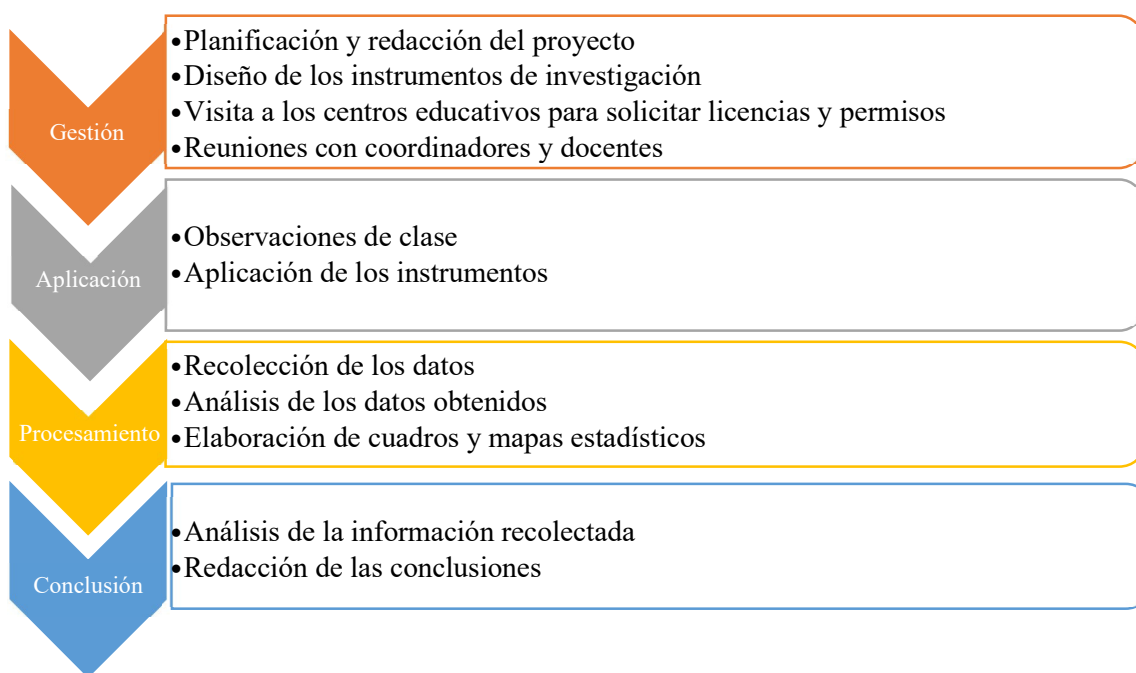 Gestión
•Planificación y redacción del proyecto
•Diseño de los instrumentos de investigación
•Visita a los centros educativos para solicitar licencias y permisos
•Reuniones con coordinadores y docentes
Aplicación
•Observaciones de clase
•Aplicación de los instrumentos
Procesamiento
•Recolección de los datos
•Análisis de los datos obtenidos
•Elaboración de cuadros y mapas estadísticos
Conclusión
•Análisis de la información recolectada
•Redacción de las conclusiones